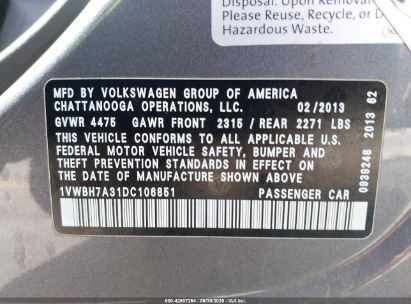 Disposal. Upon Removal
Please Reuse, Recycle, or D
Hazardous Waste.
MFD BY VOLKSWAGEN GROUP OF AMERICA
CHATTANOOGA OPERATIONS, LLC. 02/2013
GVWR 4475 GAWR FRONT 2315 / REAR 2271 LBS
THIS VEHICLE CONFORMS TO ALL APPLICABLE U.S.
FEDERAL MOTOR VEHICLE SAFETY, BUMPER AND
THEFT PREVENTION STANDARDS IN EFFECT ON THE
DATE OF MANUFACTURE SHOWN ABOVE
1VWBH7A31DC106851 PASSENGER CAR
0939248 2013 62